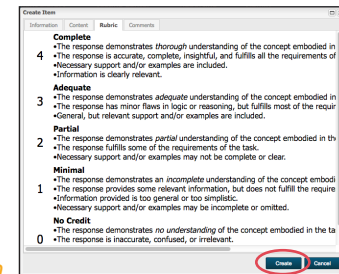 Create Item
Information Content Rubric Comments
Complete
4 •The response demonstrates thorough understanding of the concept embodied in
•The response is accurate, complete, insightful, and fulfills all the requirements of
•Necessary support and/or examples are included.
•Information is clearly relevant.
Adequate
3 •The response demonstrates adequate understanding of the concept embodied in
•The response has minor flaws in logic or reasoning, but fulfills most of the requir
•General, but relevant support and/or examples are included.
Partial
2 •The response demonstrates partial understanding of the concept embodied in the
•The response fulfills some of the requirements of the task.
•Necessary support and/or examples may not be complete or clear.
Minimal
1 •The response demonstrates an incomplete understanding of the concept embodi
•The response provides some relevant information, but does not fulfill the require
•Information provided is too general or too simplistic.
•Necessary support and/or examples may be incomplete or omitted.
No Credit
0 •The response demonstrates no understanding of the concept embodied in the ta
•The response is inaccurate, confused, or irrelevant.
Create Cancel